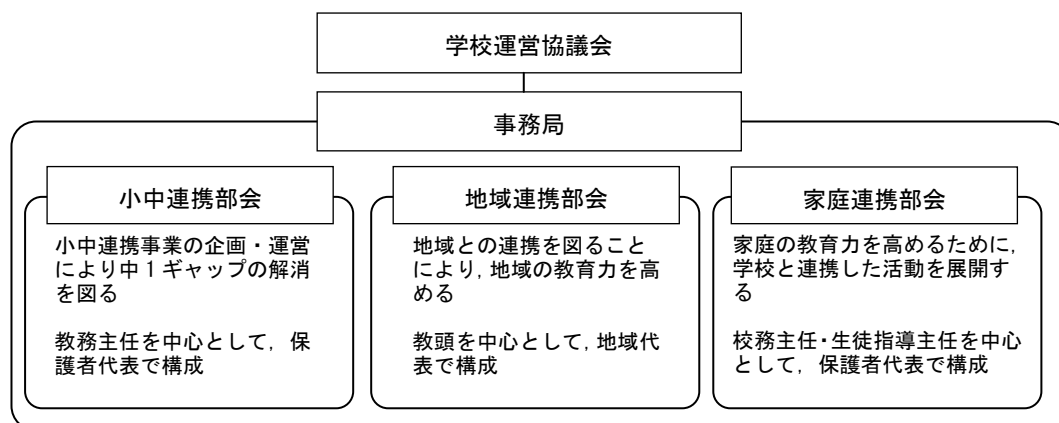 学校運営協議会
事務局
小中連携部会
小中連携事業の企画・運営
により中１ギャップの解消
を図る
教務主任を中心として，保
護者代表で構成
地域連携部会
地域との連携を図ること
により,地域の教育力を高
める
教頭を中心として,地域代
表で構成
家庭連携部会
家庭の教育力を高めるために,
学校と連携した活動を展開す
る
校務主任･生徒指導主任を中心
として，保護者代表で構成